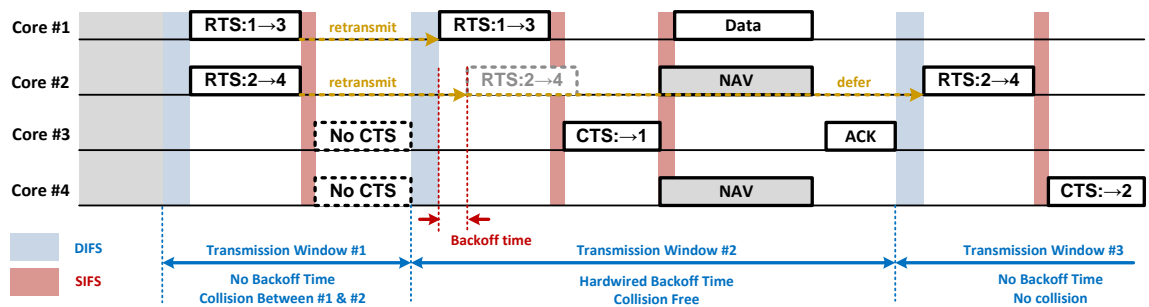 Core #1 RTS:1→3 retransmit RTS:1→3 Data
Core #2 RTS:2→4 retransmit RTS:2→4 NAV defer RTS:2→4
Core #3 No CTS CTS:→1 ACK
Core #4 No CTS NAV CTS:→2
Backoff time
DIFS Transmission Window #1 Transmission Window #2 Transmission Window #3
SIFS No Backoff Time Hardwired Backoff Time No Backoff Time
Collision Between #1 & #2 Collision Free No collision